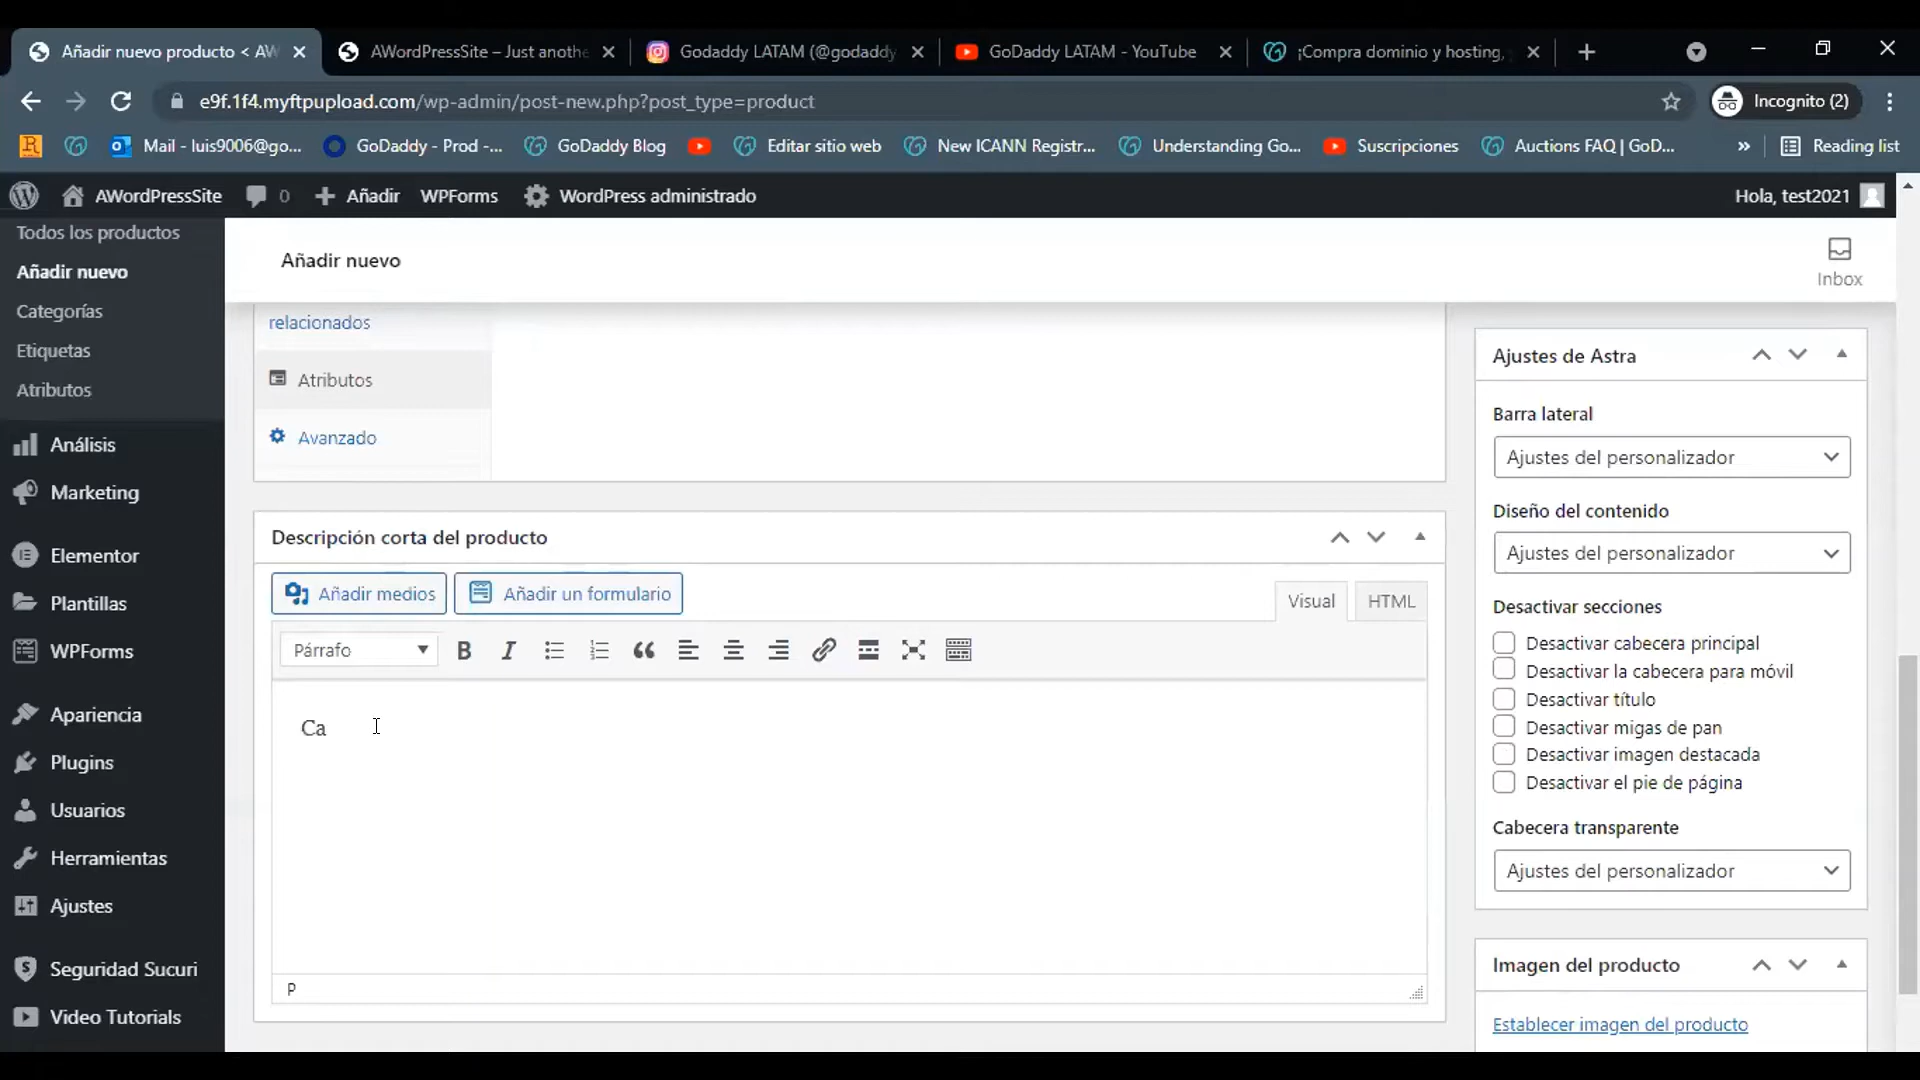 Añadir nuevo producto < AW
AWordPressSite – Just anothe
Godaddy LATAM (@godaddy
GoDaddy LATAM - YouTube
¡Compra dominio y hosting,
e9f.1f4.myftpupload.com/wp-admin/post-new.php?post_type=product
Incognito (2)
Mail - luis9006@go...
GoDaddy - Prod -...
GoDaddy Blog
Editar sitio web
New ICANN Registr...
Understanding Go...
Suscripciones
Auctions FAQ | GoD...
»
Reading list
AWordPressSite
0
Añadir
WPForms
WordPress administrado
Hola, test2021
Todos los productos
Añadir nuevo
Categorías
Etiquetas
Atributos
Análisis
Marketing
Elementor
Plantillas
WPForms
Apariencia
Plugins
Usuarios
Herramientas
Ajustes
Seguridad Sucuri
Video Tutorials
Añadir nuevo
Inbox
relacionados
Atributos
Avanzado
Descripción corta del producto
Añadir medios
Añadir un formulario
Visual
HTML
Párrafo
B
I
Ca
P
Ajustes de Astra
Barra lateral
Ajustes del personalizador
Diseño del contenido
Ajustes del personalizador
Desactivar secciones
Desactivar cabecera principal
Desactivar la cabecera para móvil
Desactivar título
Desactivar migas de pan
Desactivar imagen destacada
Desactivar el pie de página
Cabecera transparente
Ajustes del personalizador
Imagen del producto
Establecer imagen del producto